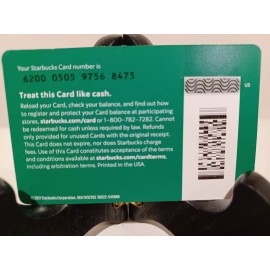 Your Starbucks Card number is
6200 0505 9756 8475
US
Treat this Card like cash.
Reload your Card, check your balance, and find out how
to register and protect your Card balance at participating
stores, starbucks.com/card or 1-800-782-7282. Cannot
be redeemed for cash unless required by law. Refunds
only provided for unused Cards with the original receipt.
This Card does not expire, nor does Starbucks charge
fees. Use of this Card constitutes acceptance of the terms
and conditions available at starbucks.com/cardterms,
including arbitration terms. Printed in the USA.
Starbucks Corporation.